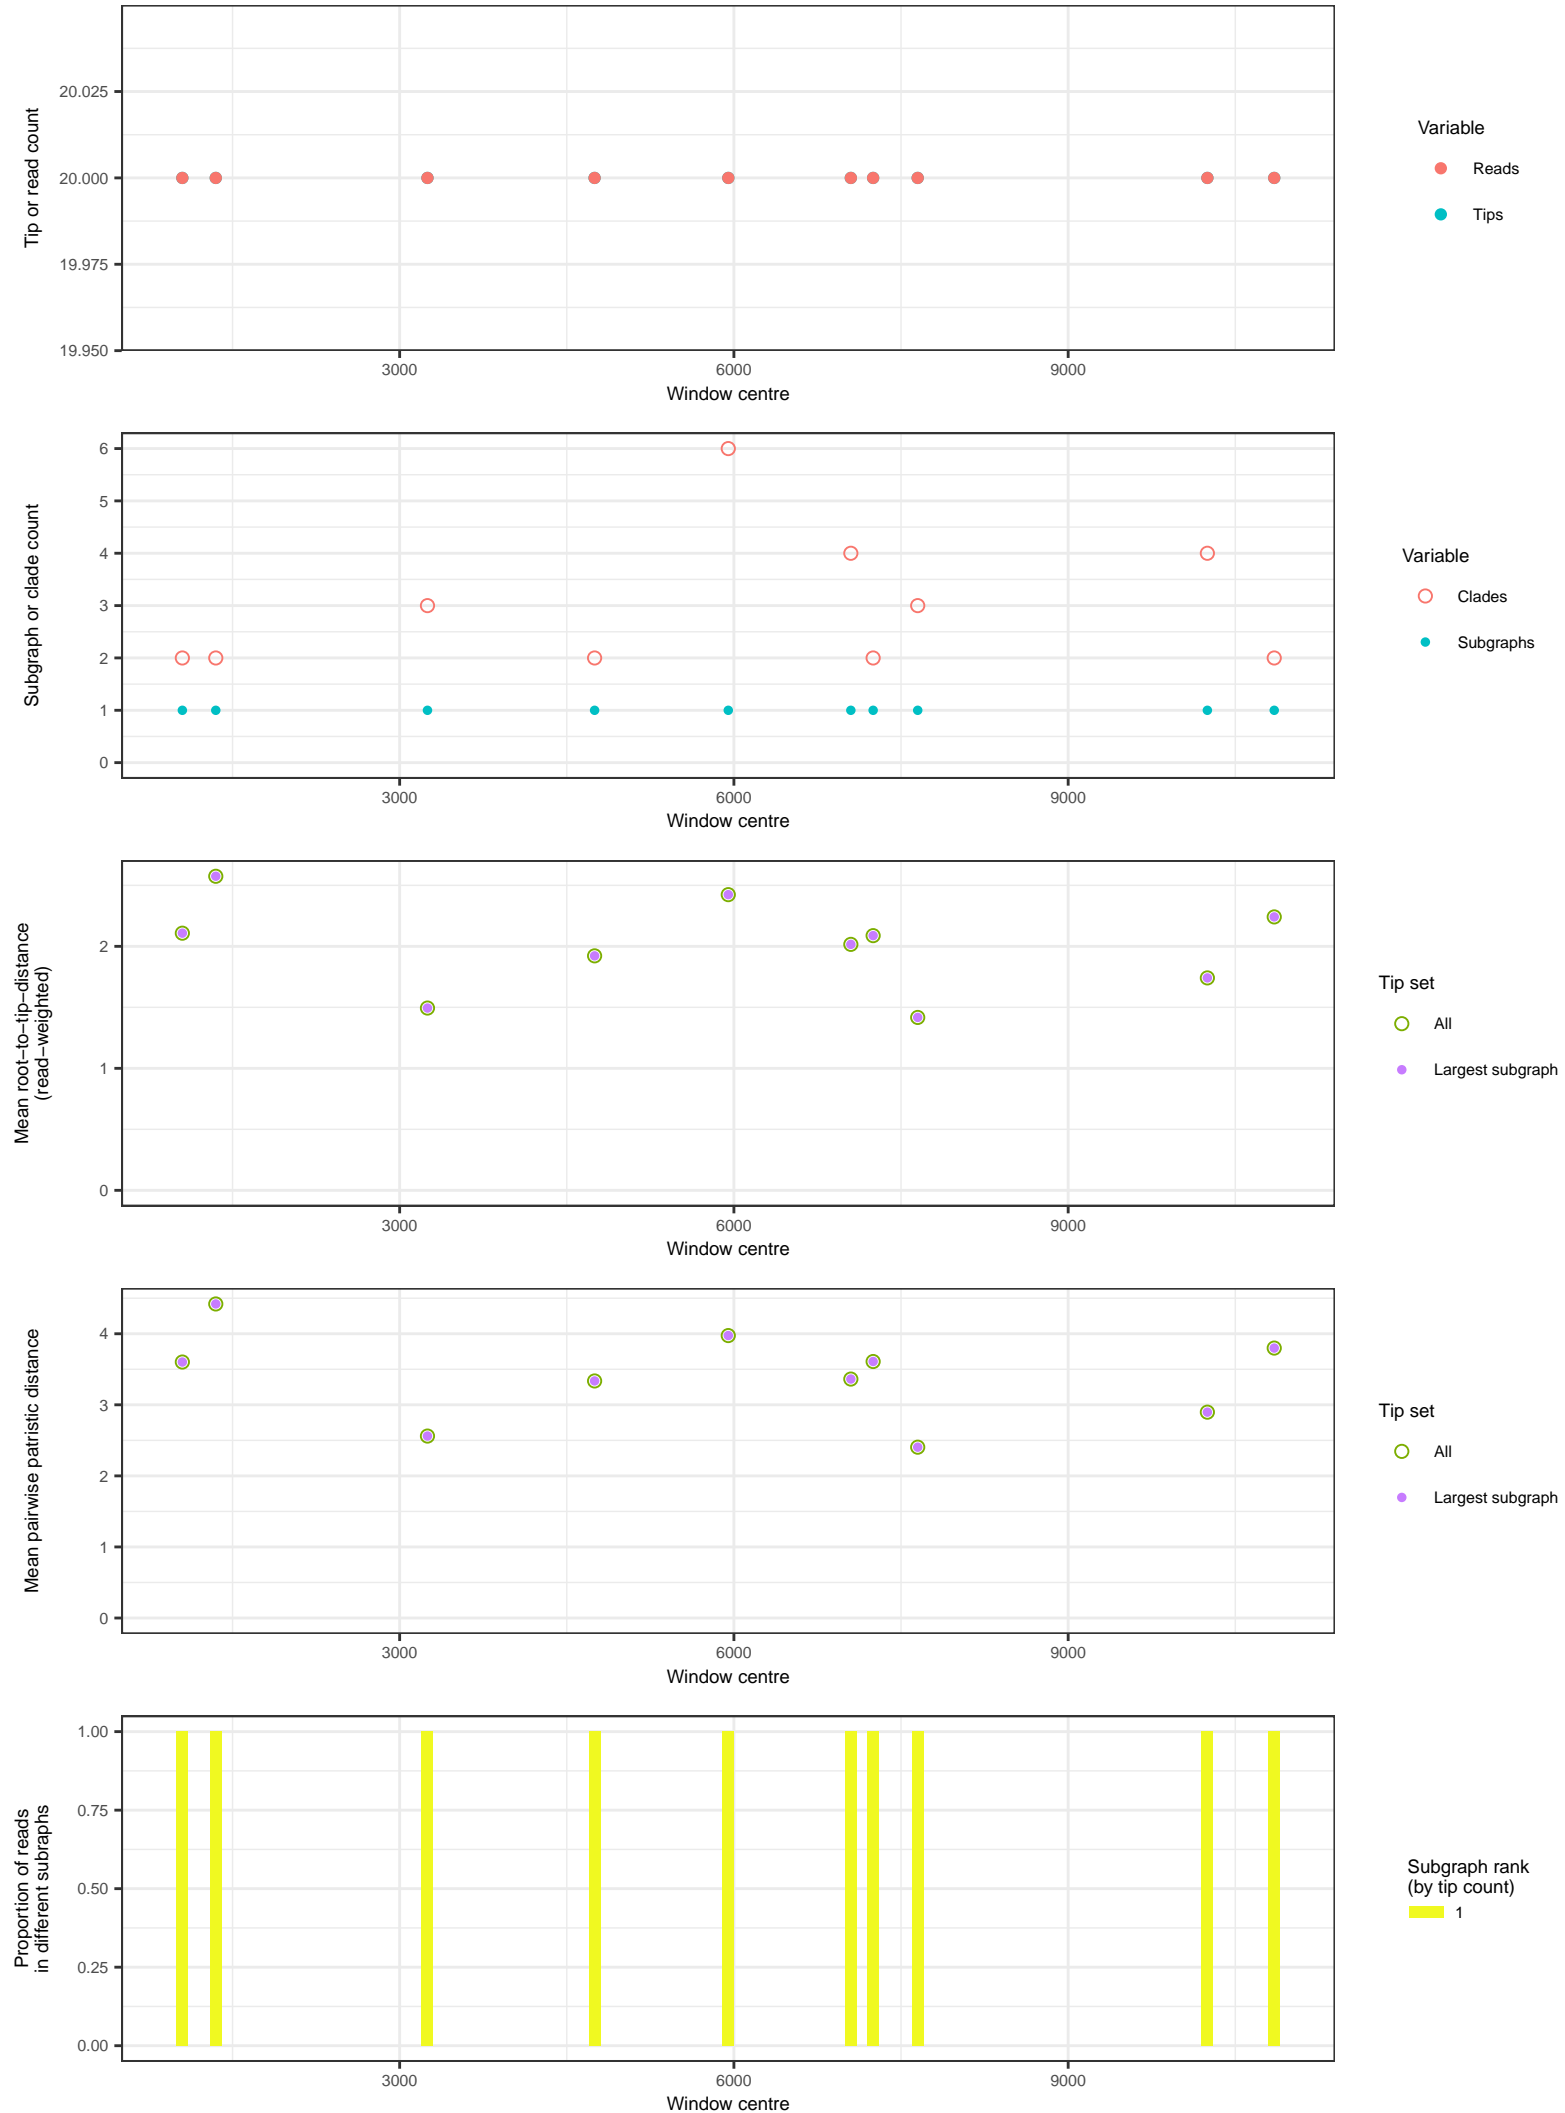 20.025
20.000
19.975
19.950
Tip or read count
3000
6000
9000
Window centre
Variable
Reads
Tips
6
5
4
3
2
1
0
Subgraph or clade count
3000
6000
9000
Window centre
Variable
Clades
Subgraphs
2
1
0
Mean root−to−tip−distance
(read−weighted)
3000
6000
9000
Window centre
Tip set
All
Largest subgraph
4
3
2
1
0
Mean pairwise patristic distance
3000
6000
9000
Window centre
Tip set
All
Largest subgraph
1.00
0.75
0.50
0.25
0.00
Proportion of reads
in different subraphs
3000
6000
9000
Window centre
Subgraph rank
(by tip count)
1